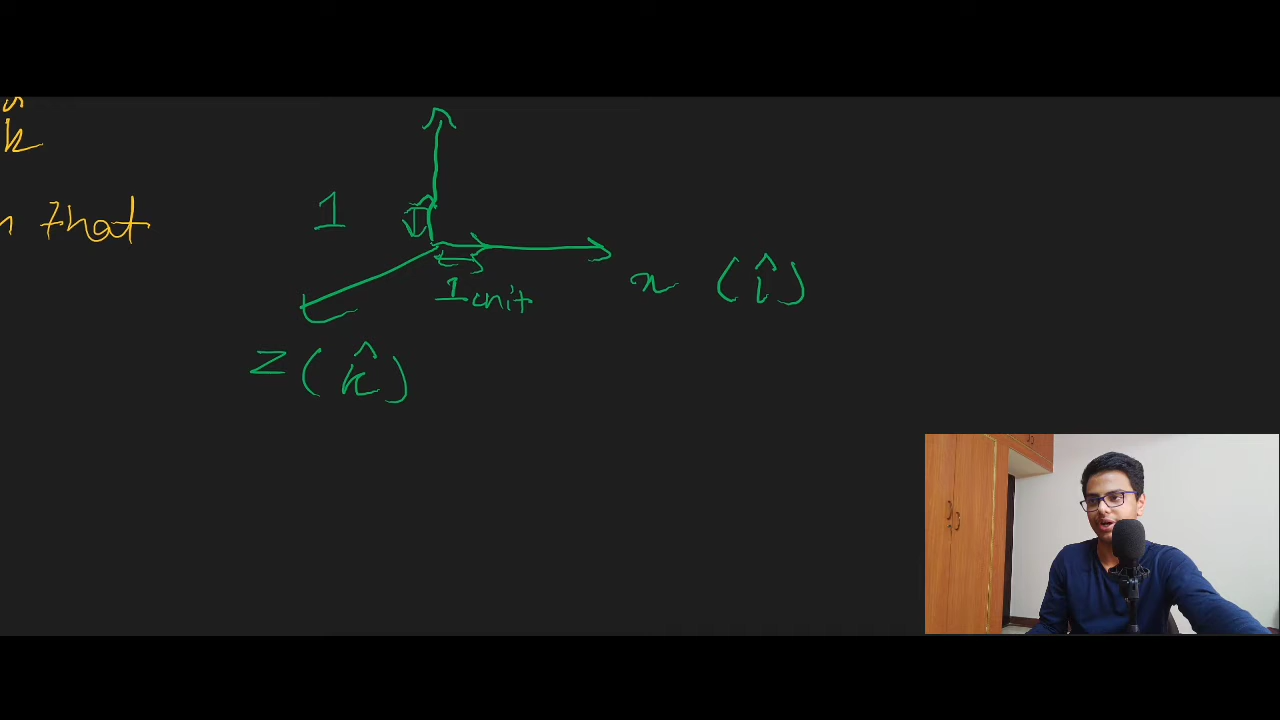 k
that
1
x (î)
1 unit
z (k̂)